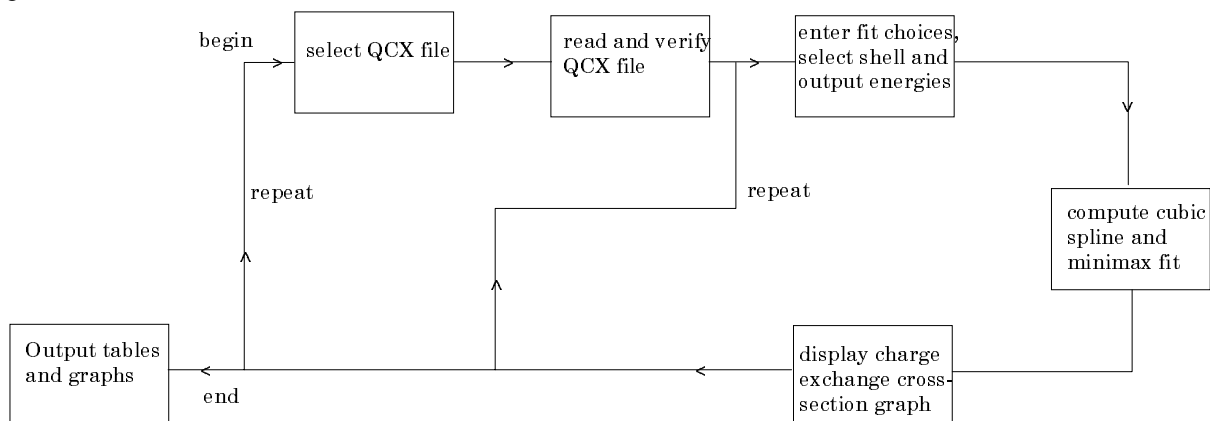 begin
select QCX file
read and verify
QCX file
enter fit choices,
select shell and
output energies
repeat
repeat
compute cubic
spline and
minimax fit
Output tables
and graphs
end
display charge
exchange cross-
section graph